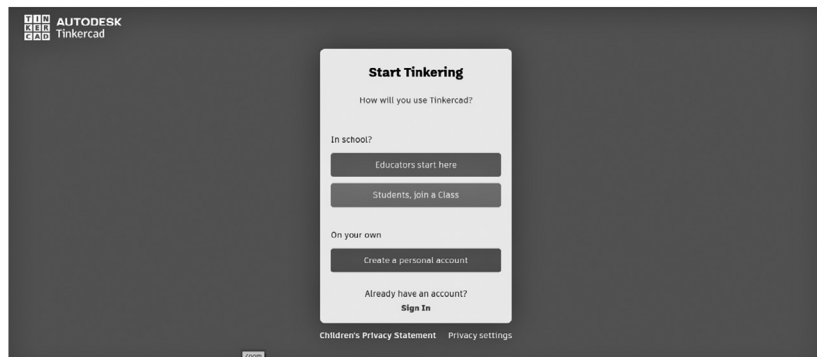 TIN
KER
CAD
AUTODESK
Tinkercad
Start Tinkering
How will you use Tinkercad?
In school?
Educators start here
Students, join a Class
On your own
Create a personal account
Already have an account?
Sign In
Children's Privacy Statement Privacy settings